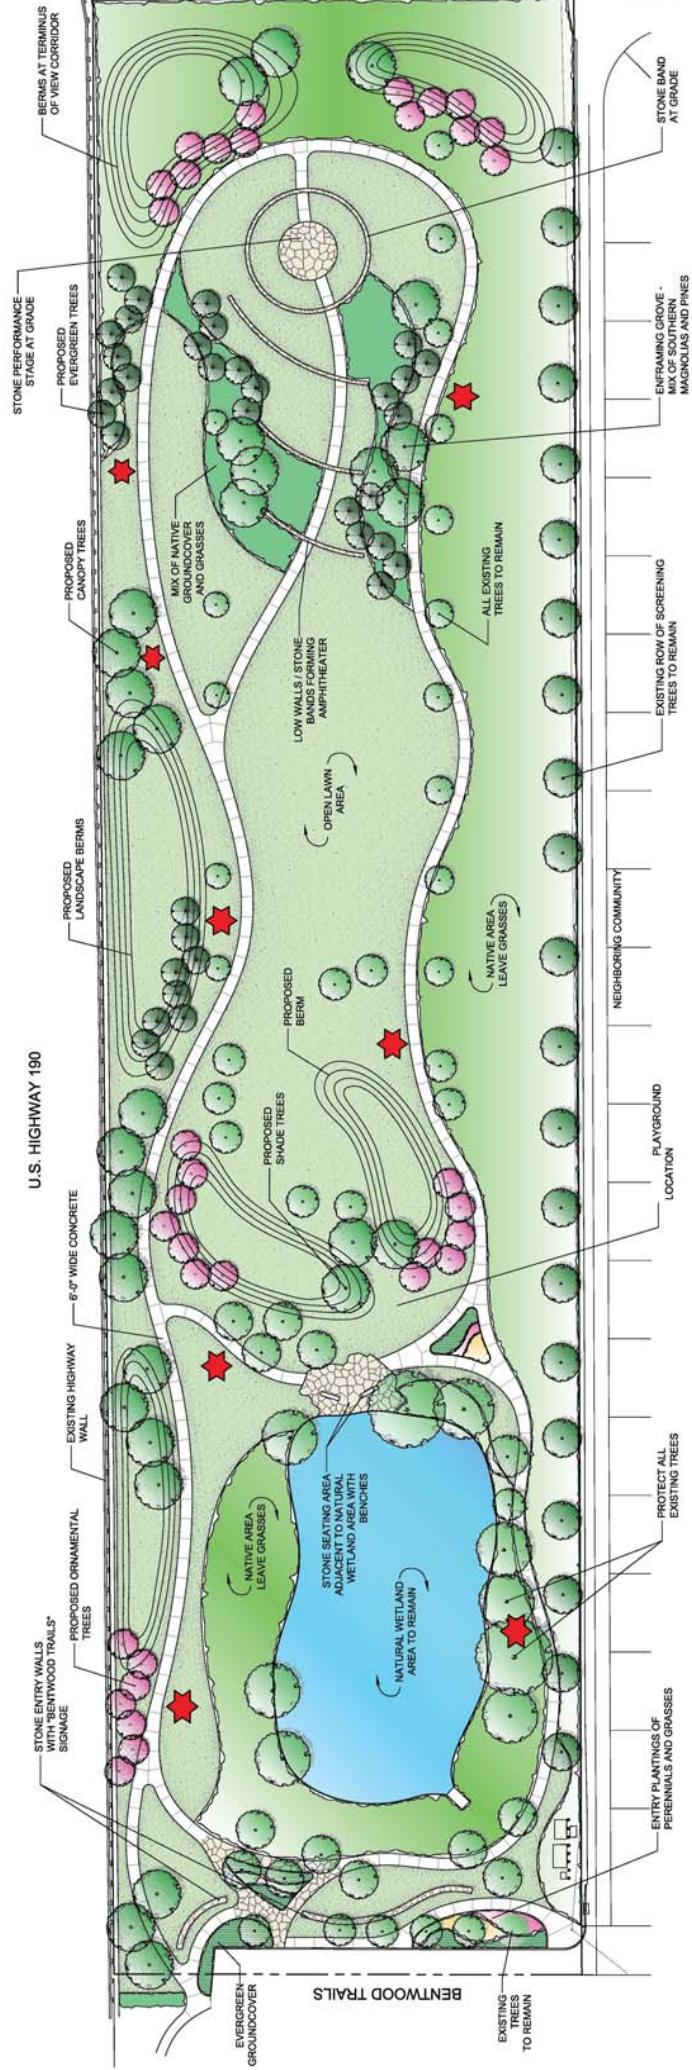 U.S. HIGHWAY 190
STONE ENTRY WALLS
WITH "BENTWOOD TRAILS"
SIGNAGE
PROPOSED ORNAMENTAL
TREES
EXISTING HIGHWAY
WALL
6'-0" WIDE CONCRETE
PROPOSED
LANDSCAPE BERMS
PROPOSED
CANOPY TREES
PROPOSED
EVERGREEN TREES
STONE PERFORMANCE
STAGE AT GRADE
BERMS AT TERMINUS
OF VIEW CORRIDOR
NATIVE AREA
LEAVE GRASSES
STONE SEATING AREA
ADJACENT TO NATURAL
WETLAND AREA WITH
BENCHES
NATURAL WETLAND
AREA TO REMAIN
PROPOSED
SHADE TREES
PROPOSED
BERM
OPEN LAWN
AREA
LOW WALLS / STONE
BANDS FORMING
AMPHITHEATER
MIX OF NATIVE
GROUNDCOVER
AND GRASSES
NATIVE AREA
LEAVE GRASSES
ALL EXISTING
TREES TO REMAIN
EVERGREEN
GROUNDCOVER
BENTWOOD TRAILS
EXISTING
TREES
TO REMAIN
ENTRY PLANTINGS OF
PERENNIALS AND GRASSES
PROTECT ALL
EXISTING TREES
PLAYGROUND
LOCATION
NEIGHBORING COMMUNITY
EXISTING ROW OF SCREENING
TREES TO REMAIN
ENFRAMING GROVE -
MIX OF SOUTHERN
MAGNOLIAS AND PINES
STONE BAND
AT GRADE